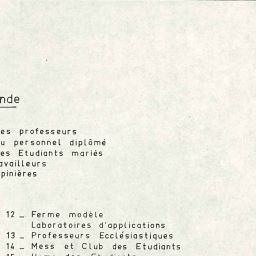 nde
es professeurs
u personnel diplômé
es Etudiants mariés
availleurs
pinières
12 _ Ferme modèle
Laboratoires d'applications
13 _ Professeurs Ecclésiastiques
14 _ Mess et Club des Etudiants